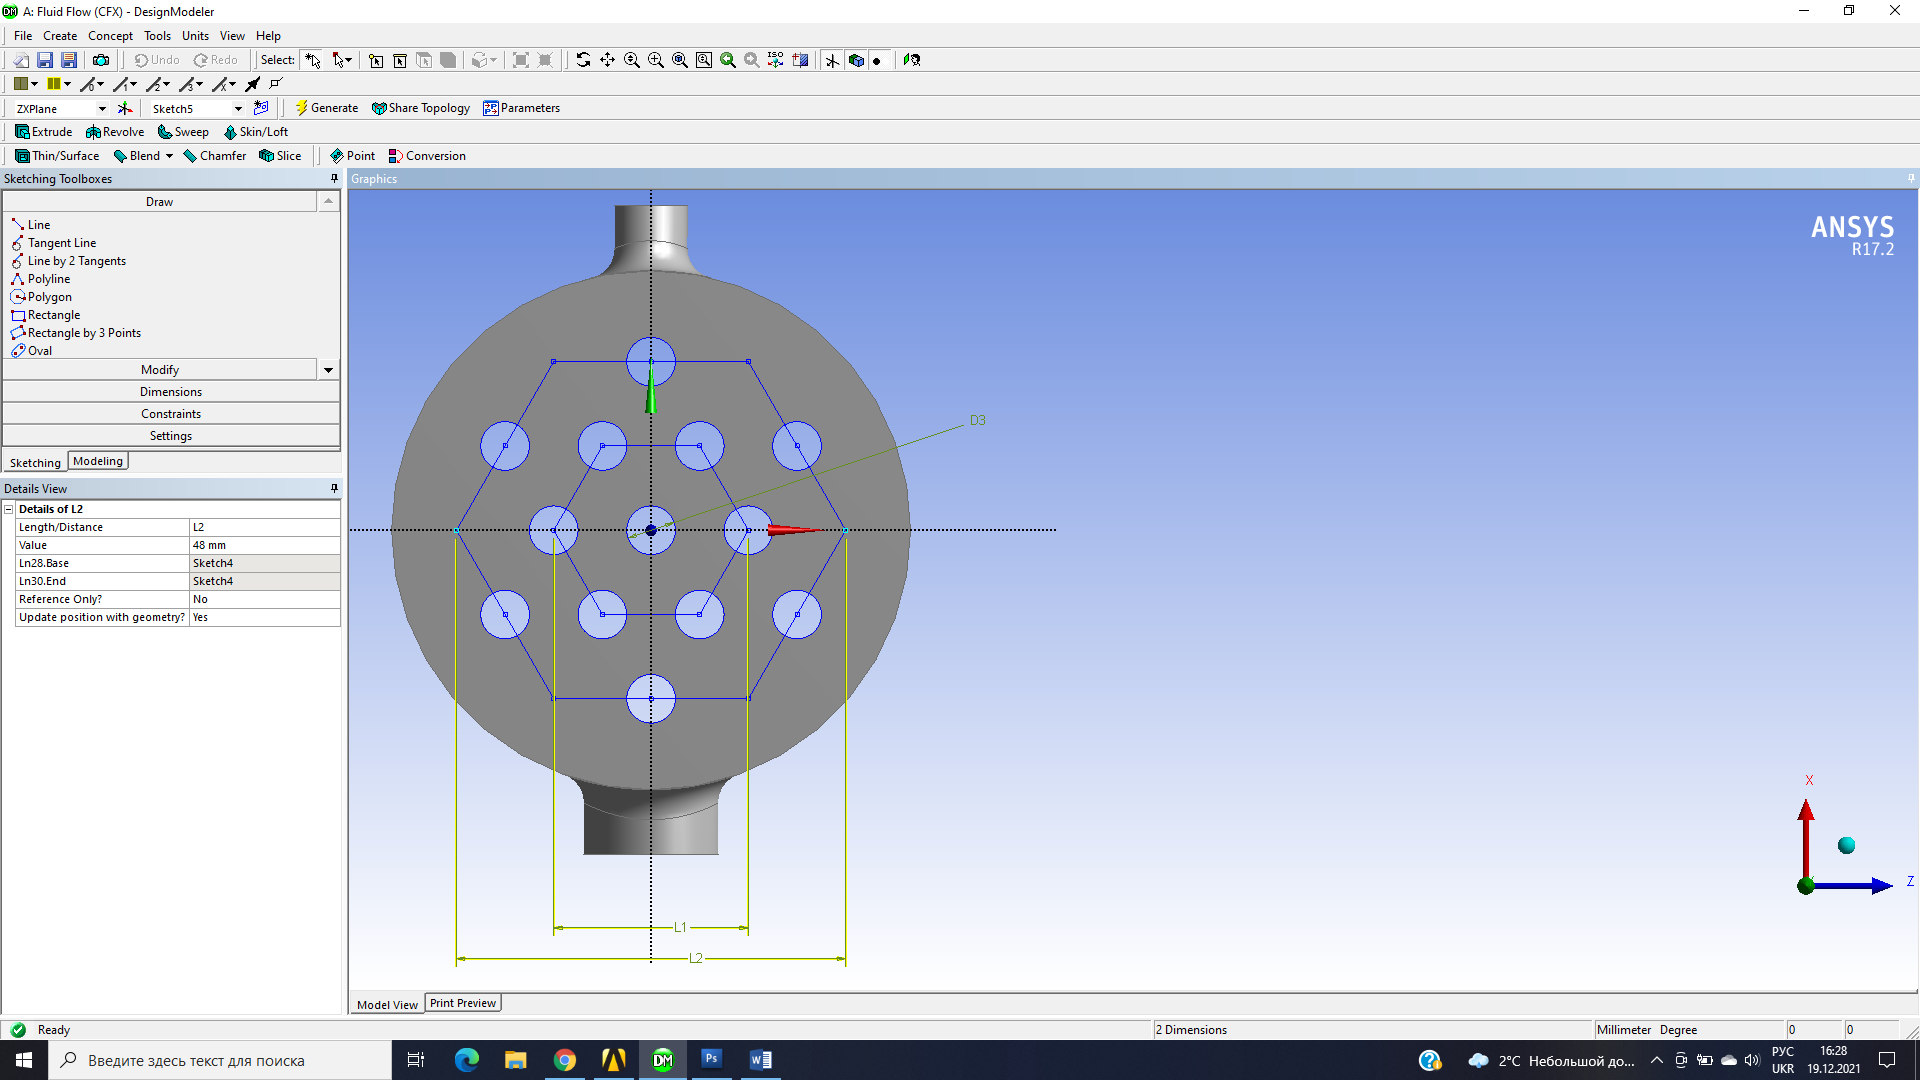 A: Fluid Flow (CFX) - DesignModeler
File Create Concept Tools Units View Help
Undo Redo Select: ISO
ZXPlane Sketch5 Generate Share Topology Parameters
Extrude Revolve Sweep Skin/Loft
Thin/Surface Blend Chamfer Slice Point Conversion
Sketching Toolboxes
Draw
Line
Tangent Line
Line by 2 Tangents
Polyline
Polygon
Rectangle
Rectangle by 3 Points
Oval
Modify
Dimensions
Constraints
Settings
Sketching Modeling
Details View
Details of L2
Length/Distance L2
Value 48 mm
Ln28.Base Sketch4
Ln30.End Sketch4
Reference Only? No
Update position with geometry? Yes
Graphics
ANSYS
R17.2
D3
L1
L2
X
Z
Model View Print Preview
Ready 2 Dimensions Millimeter Degree 0 0
Введите здесь текст для поиска
DM Ps W
2°C Небольшой до...
РУС
UKR
16:28
19.12.2021